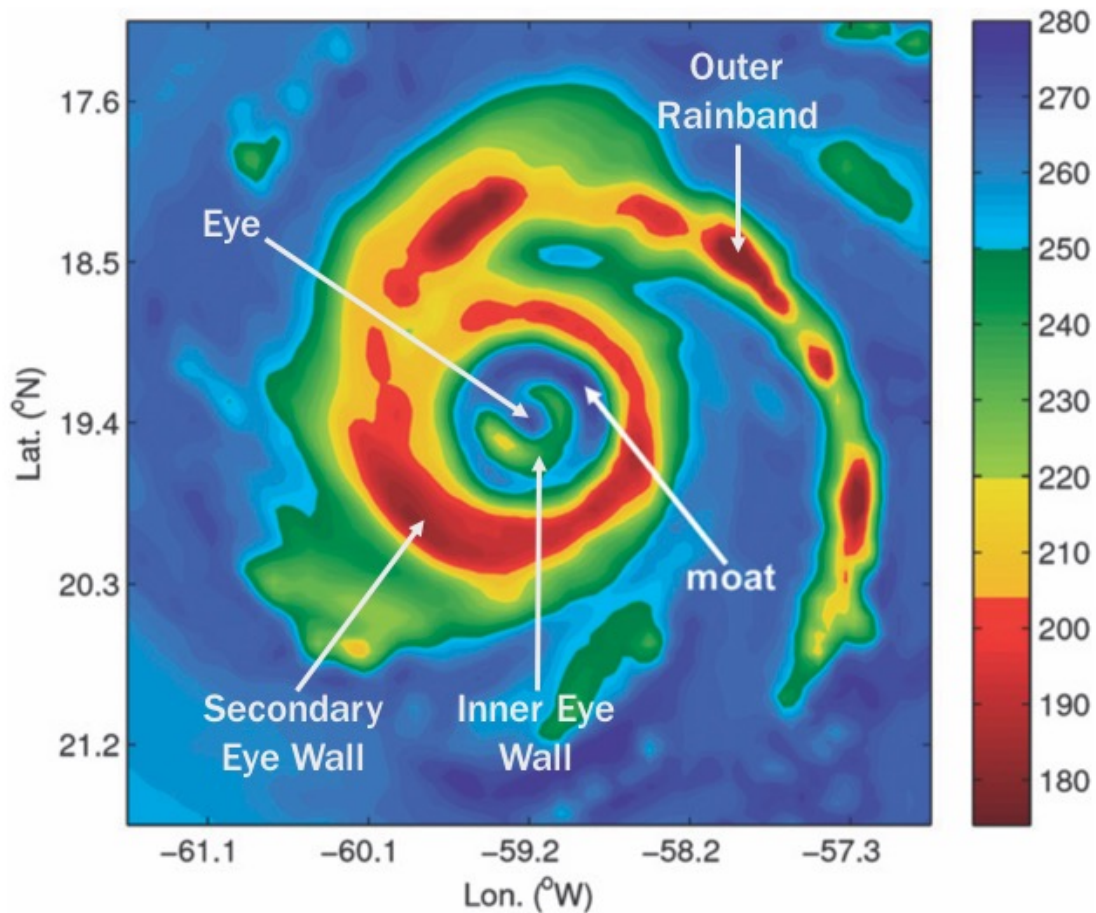 Outer
Rainband
Eye
Secondary
Eye Wall
Inner Eye
Wall
moat
Lat. (°N)
17.6
18.5
19.4
20.3
21.2
−61.1
−60.1
−59.2
−58.2
−57.3
Lon. (°W)
280
270
260
250
240
230
220
210
200
190
180